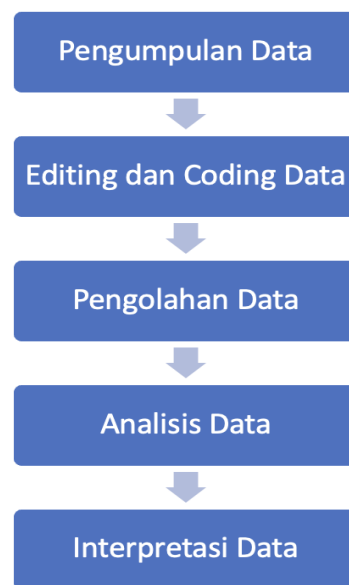 Pengumpulan Data
Editing dan Coding Data
Pengolahan Data
Analisis Data
Interpretasi Data